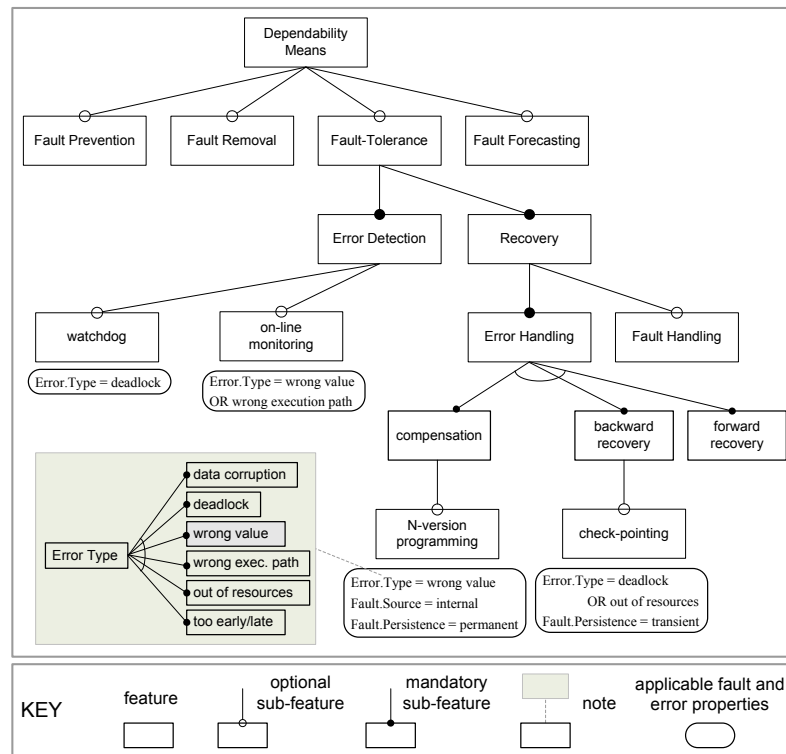 Dependability
Means
Fault Prevention
Fault Removal
Fault-Tolerance
Fault Forecasting
Error Detection
Recovery
watchdog
on-line
monitoring
Error Handling
Fault Handling
Error.Type = deadlock
Error.Type = wrong value
OR wrong execution path
compensation
backward
recovery
forward
recovery
N-version
programming
check-pointing
Error.Type = wrong value
Fault.Source = internal
Fault.Persistence = permanent
Error.Type = deadlock
OR out of resources
Fault.Persistence = transient
Error Type
data corruption
deadlock
wrong value
wrong exec. path
out of resources
too early/late
KEY
feature
optional
sub-feature
mandatory
sub-feature
note
applicable fault and
error properties